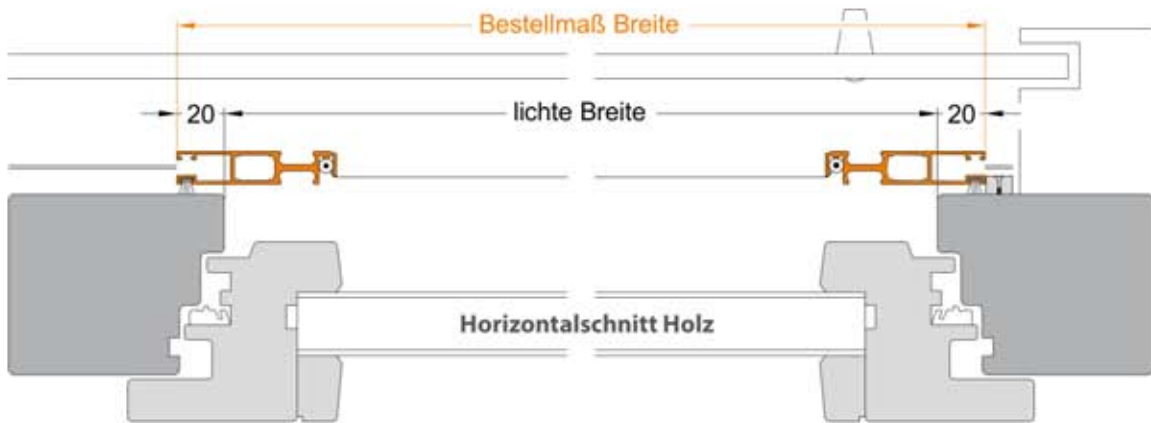 Bestellmaß Breite
20
lichte Breite
20
Horizontalschnitt Holz